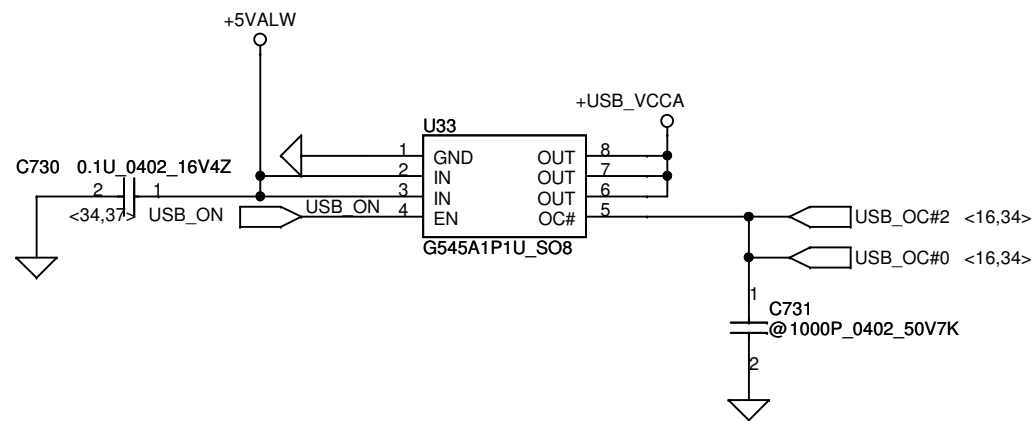 +5VALW
+USB_VCCA
U33
C730 0.1U_0402_16V4Z
1 GND OUT 8
2 IN OUT 7
3 IN OUT 6
4 EN OC# 5
2 1
<34,37> USB_ON USB_ON
USB_OC#2 <16,34>
G545A1P1U_SO8
USB_OC#0 <16,34>
1
C731
@1000P_0402_50V7K
2